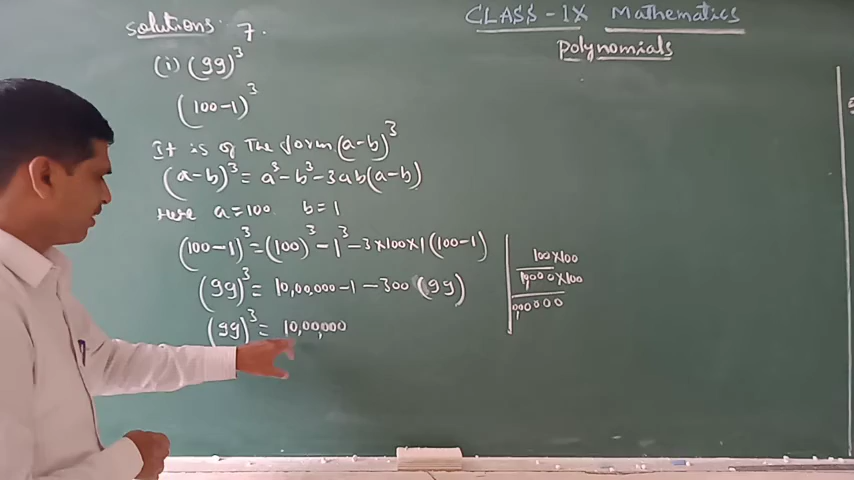 CLASS - IX Mathematics
Polynomials
solutions: 7.
(i) (99)³
(100-1)³
It is of the form (a-b)³
(a-b)³ = a³-b³-3ab(a-b)
Here a=100 b=1
(100-1)³ = (100)³-1³-3×100×1(100-1)
(99)³ = 10,00,000-1-300(99)
(99)³ = 10,00,000
100×100
10000×100